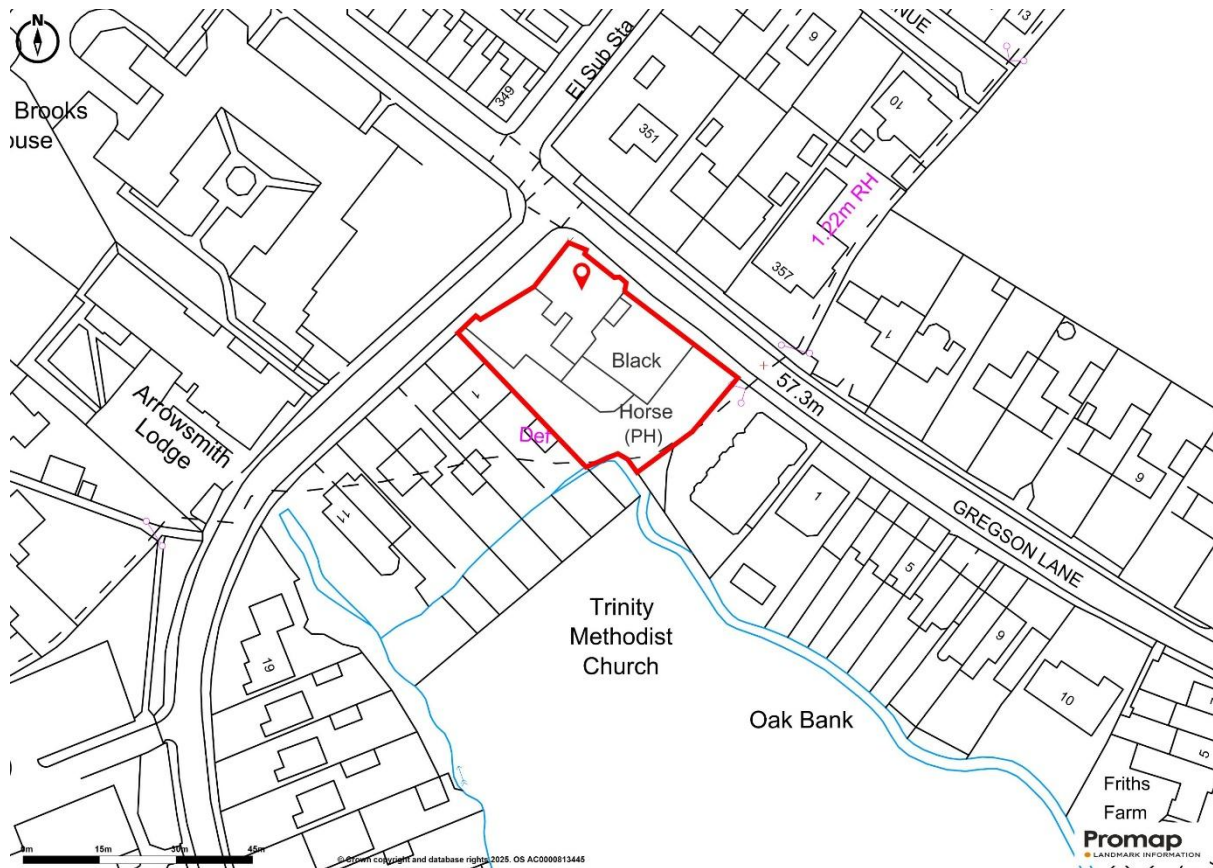 N
NUE
13
9
El Sub Sta
349
Brooks
ouse
351
10
1.22m RH
357
1
Black
57.3m
Arrowsmith
Lodge
1
Def
Horse
(PH)
9
11
1
GREGSON LANE
5
Trinity
Methodist
Church
9
19
10
Oak Bank
5
Friths
Farm
Promap
LANDMARK INFORMATION
0m 15m 30m 45m
© Crown copyright and database rights 2025. OS AC0000813445